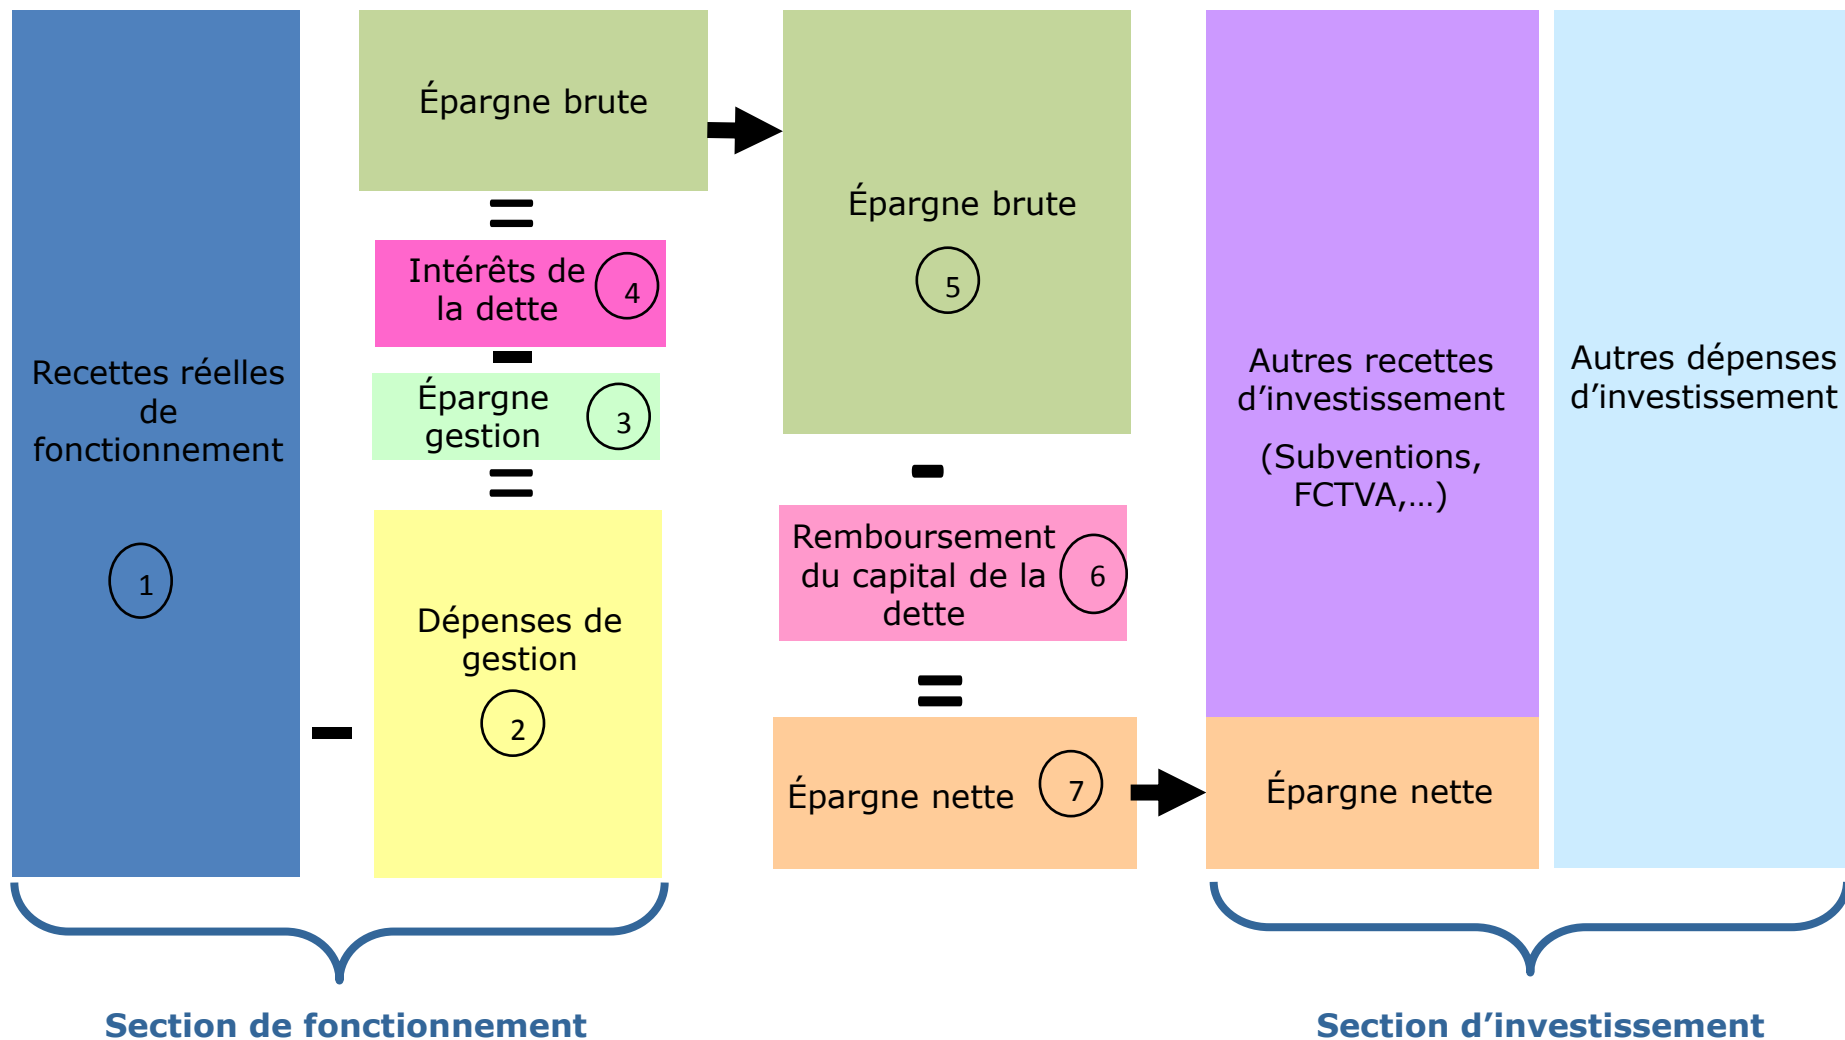 Recettes réelles
de
fonctionnement
1
Épargne brute
=
Intérêts de
la dette
4
-
Épargne
gestion
3
=
Dépenses de
gestion
2
-
Épargne brute
5
-
Remboursement
du capital de la
dette
6
=
Épargne nette
7
Autres recettes
d’investissement
(Subventions,
FCTVA,…)
Épargne nette
Autres dépenses
d’investissement
Section de fonctionnement
Section d’investissement